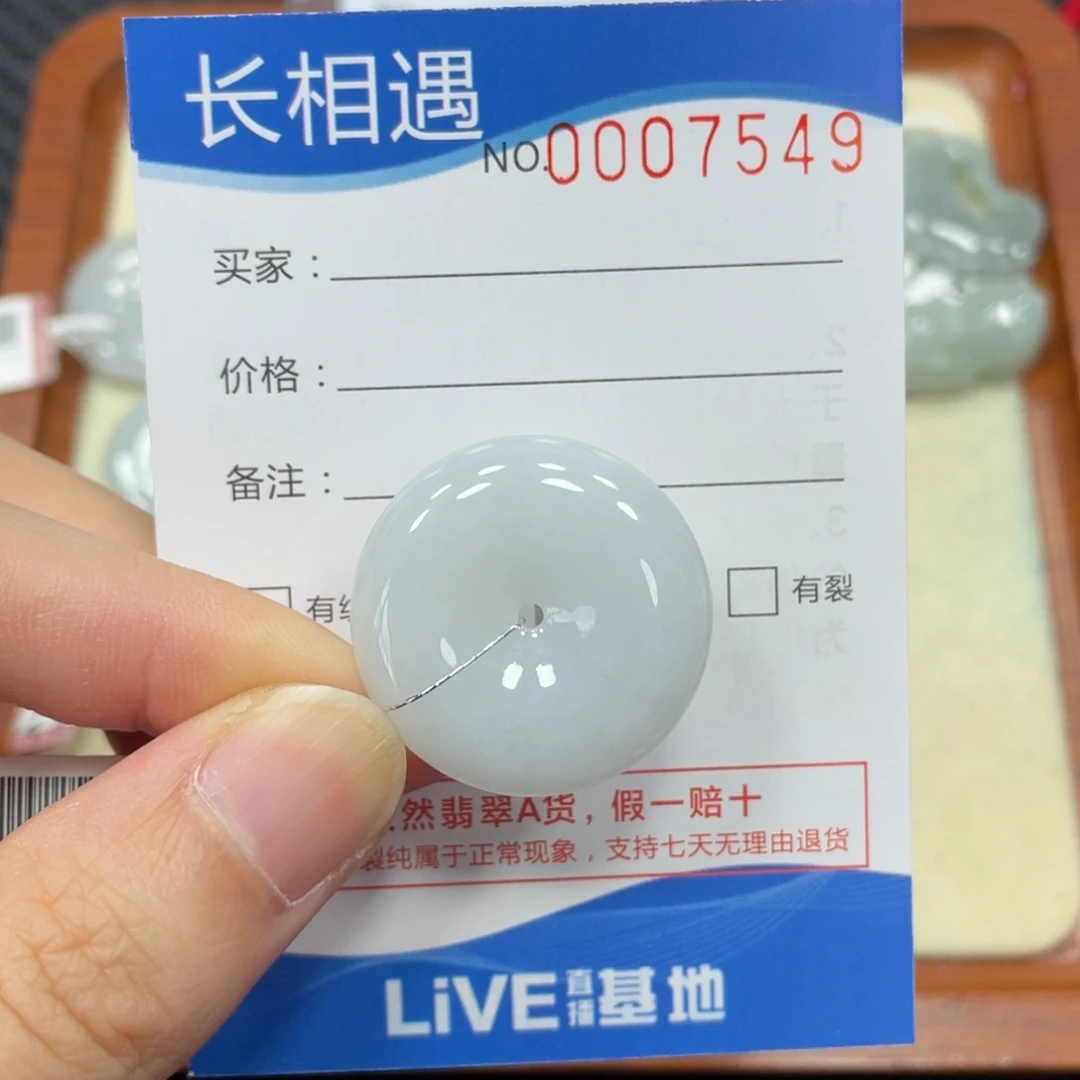 长相遇
NO.0007549
买家：
价格：
备注：
有 有裂
然翡翠A货，假一赔十
裂纯属于正常现象，支持七天无理由退货
LiVE直播基地